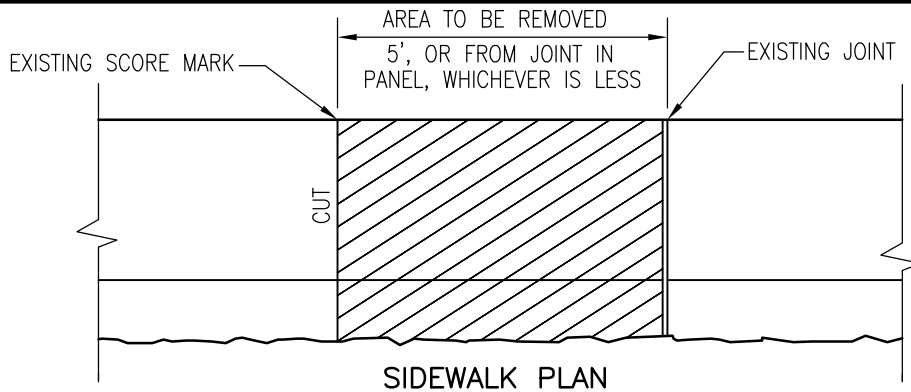 AREA TO BE REMOVED
5', OR FROM JOINT IN
PANEL, WHICHEVER IS LESS
EXISTING SCORE MARK
EXISTING JOINT
CUT
SIDEWALK PLAN